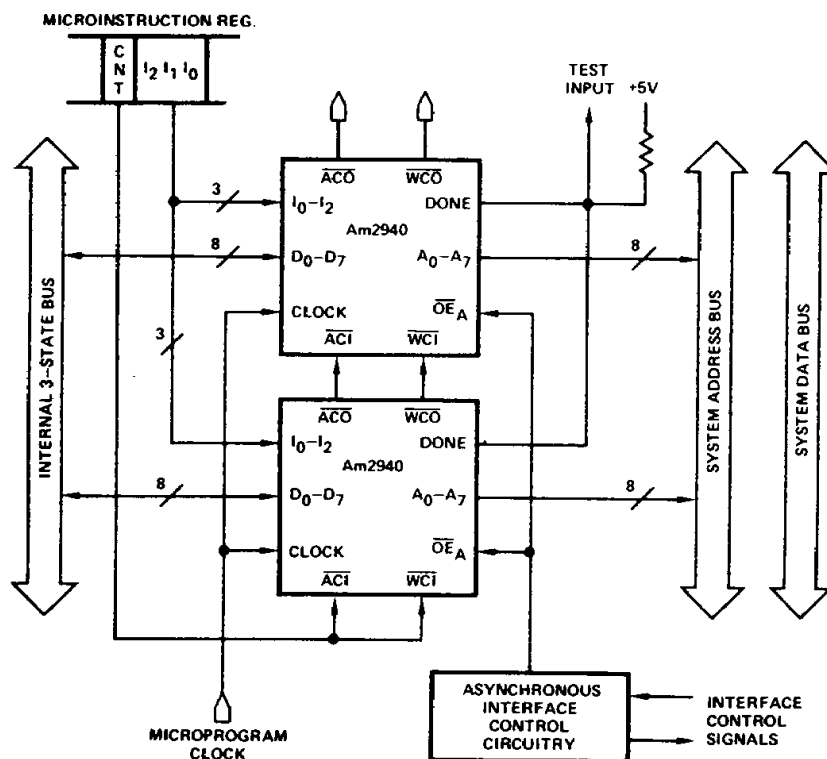 MICROINSTRUCTION REG.
CNT
I2 I1 I0
TEST INPUT
+5V
3
8
ACO
WCO
I0–I2
DONE
Am2940
D0–D7
A0–A7
8
CLOCK
OEA
ACI
WCI
3
ACO
WCO
I0–I2
DONE
Am2940
8
D0–D7
A0–A7
8
CLOCK
OEA
ACI
WCI
INTERNAL 3–STATE BUS
SYSTEM ADDRESS BUS
SYSTEM DATA BUS
MICROPROGRAM
CLOCK
ASYNCHRONOUS
INTERFACE
CONTROL
CIRCUITRY
INTERFACE
CONTROL
SIGNALS